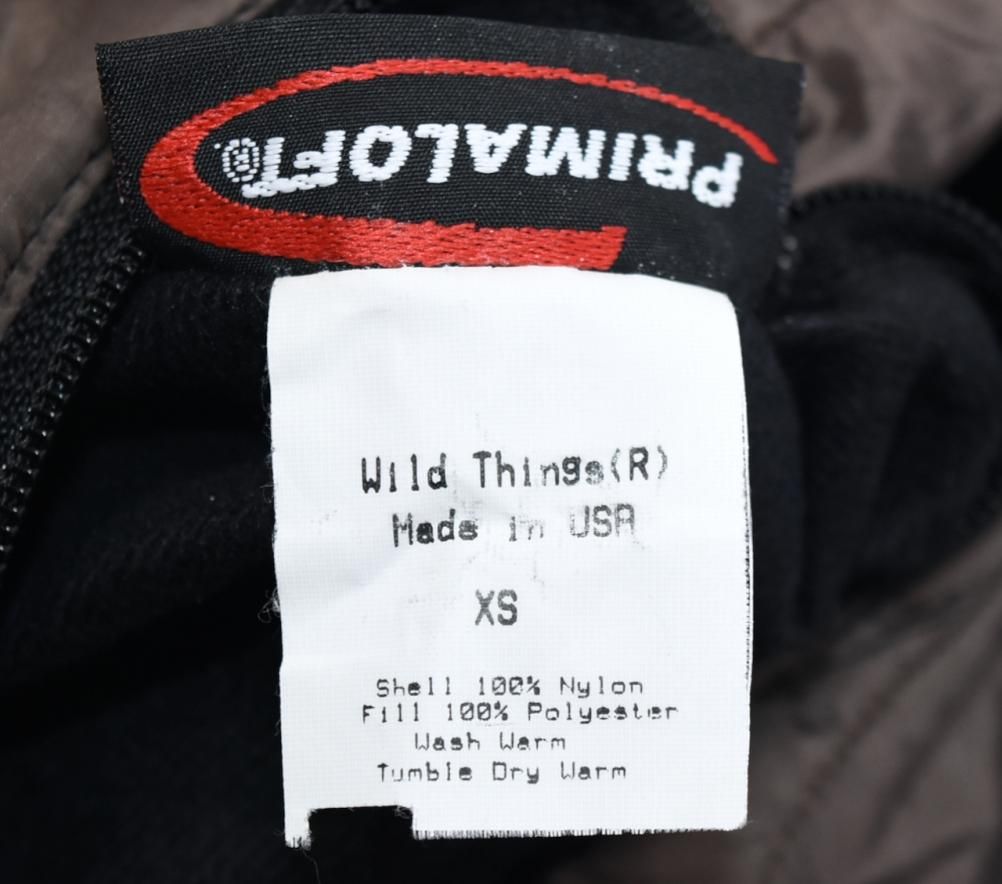 PRIMALOFT®
Wild Things(R)
Made in USA
XS
Shell 100% Nylon
Fill 100% Polyester
Wash Warm
Tumble Dry Warm